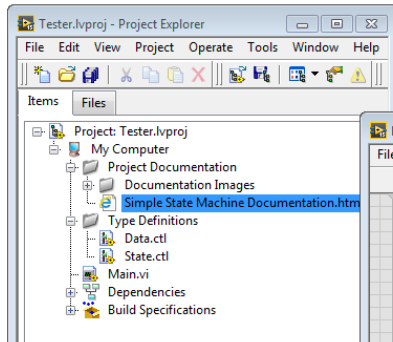 Tester.lvproj - Project Explorer
File Edit View Project Operate Tools Window Help
Items Files
Project: Tester.lvproj
My Computer
Project Documentation
Documentation Images
Simple State Machine Documentation.htm
Type Definitions
Data.ctl
State.ctl
Main.vi
Dependencies
Build Specifications